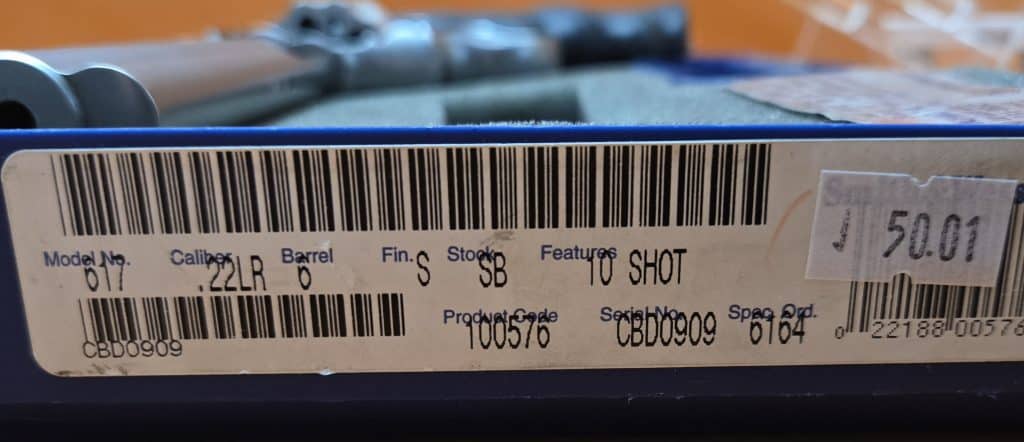 Model No. Caliber Barrel Fin. Stock Features
617 .22LR 6 S SB 10 SHOT
50.01
Product Code Serial No. Spec. Ord.
100576 CBD0909 6164
CBD0909
0 22188 00576